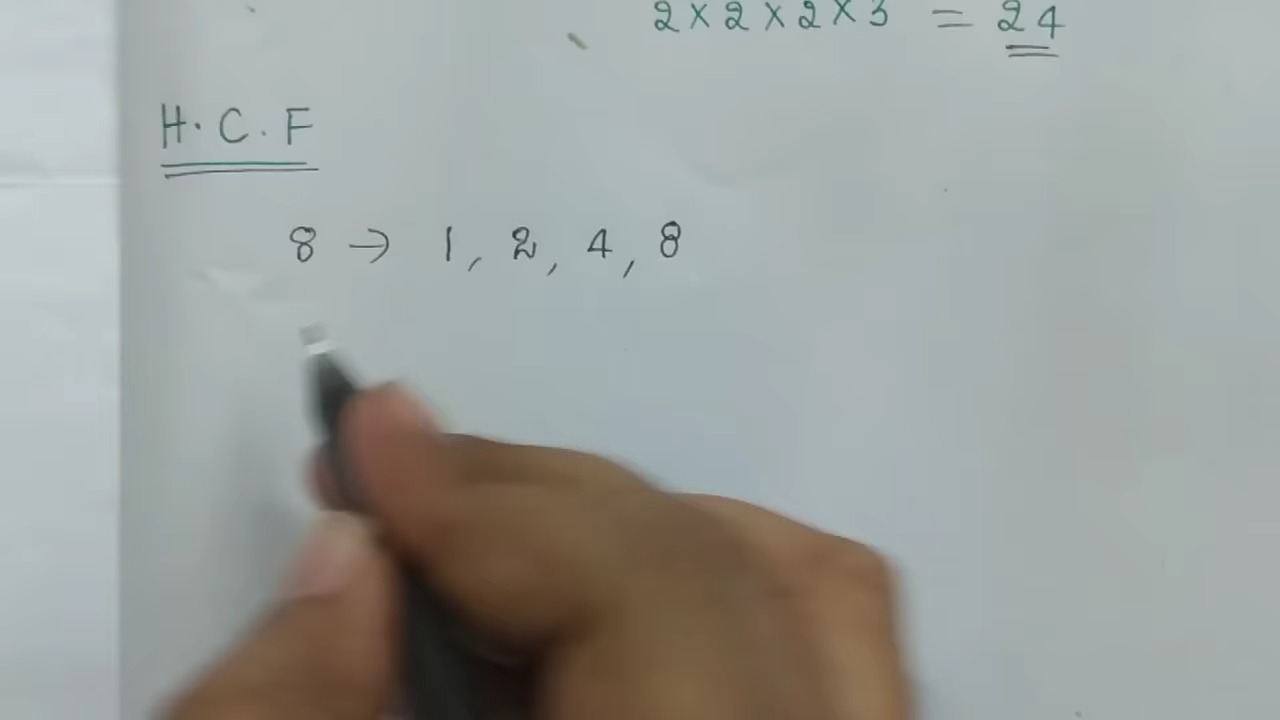 2 × 2 × 2 × 3 = 24
H.C.F
8 → 1, 2, 4, 8